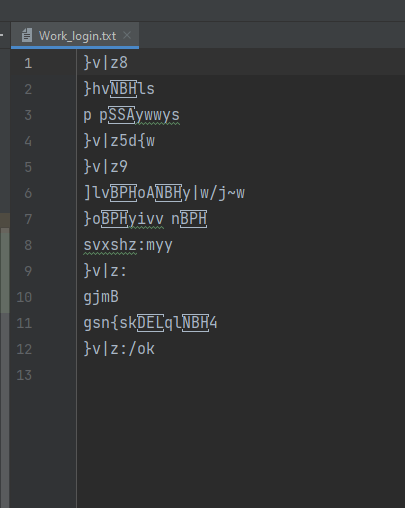 Work_login.txt
1 }v|z8
2 }hvNBHls
3 p pSSAywwys
4 }v|z5d{w
5 }v|z9
6 ]lvBPHoANBHy|w/j~w
7 }oBPHyivv nBPH
8 svxshz:myy
9 }v|z:
10 gjmB
11 gsn{skDELqlNBH4
12 }v|z:/ok
13